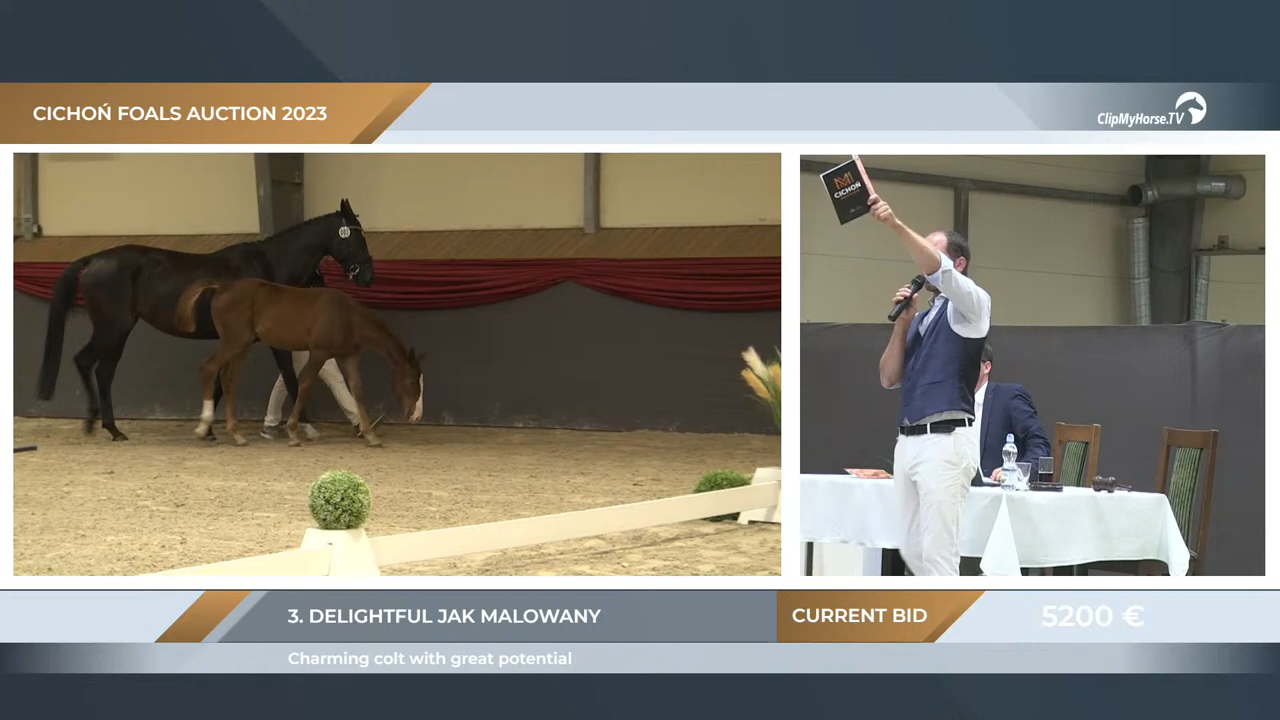 CICHOŃ FOALS AUCTION 2023
ClipMyHorse.TV
CICHOŃ
3. DELIGHTFUL JAK MALOWANY
CURRENT BID
5200 €
Charming colt with great potential